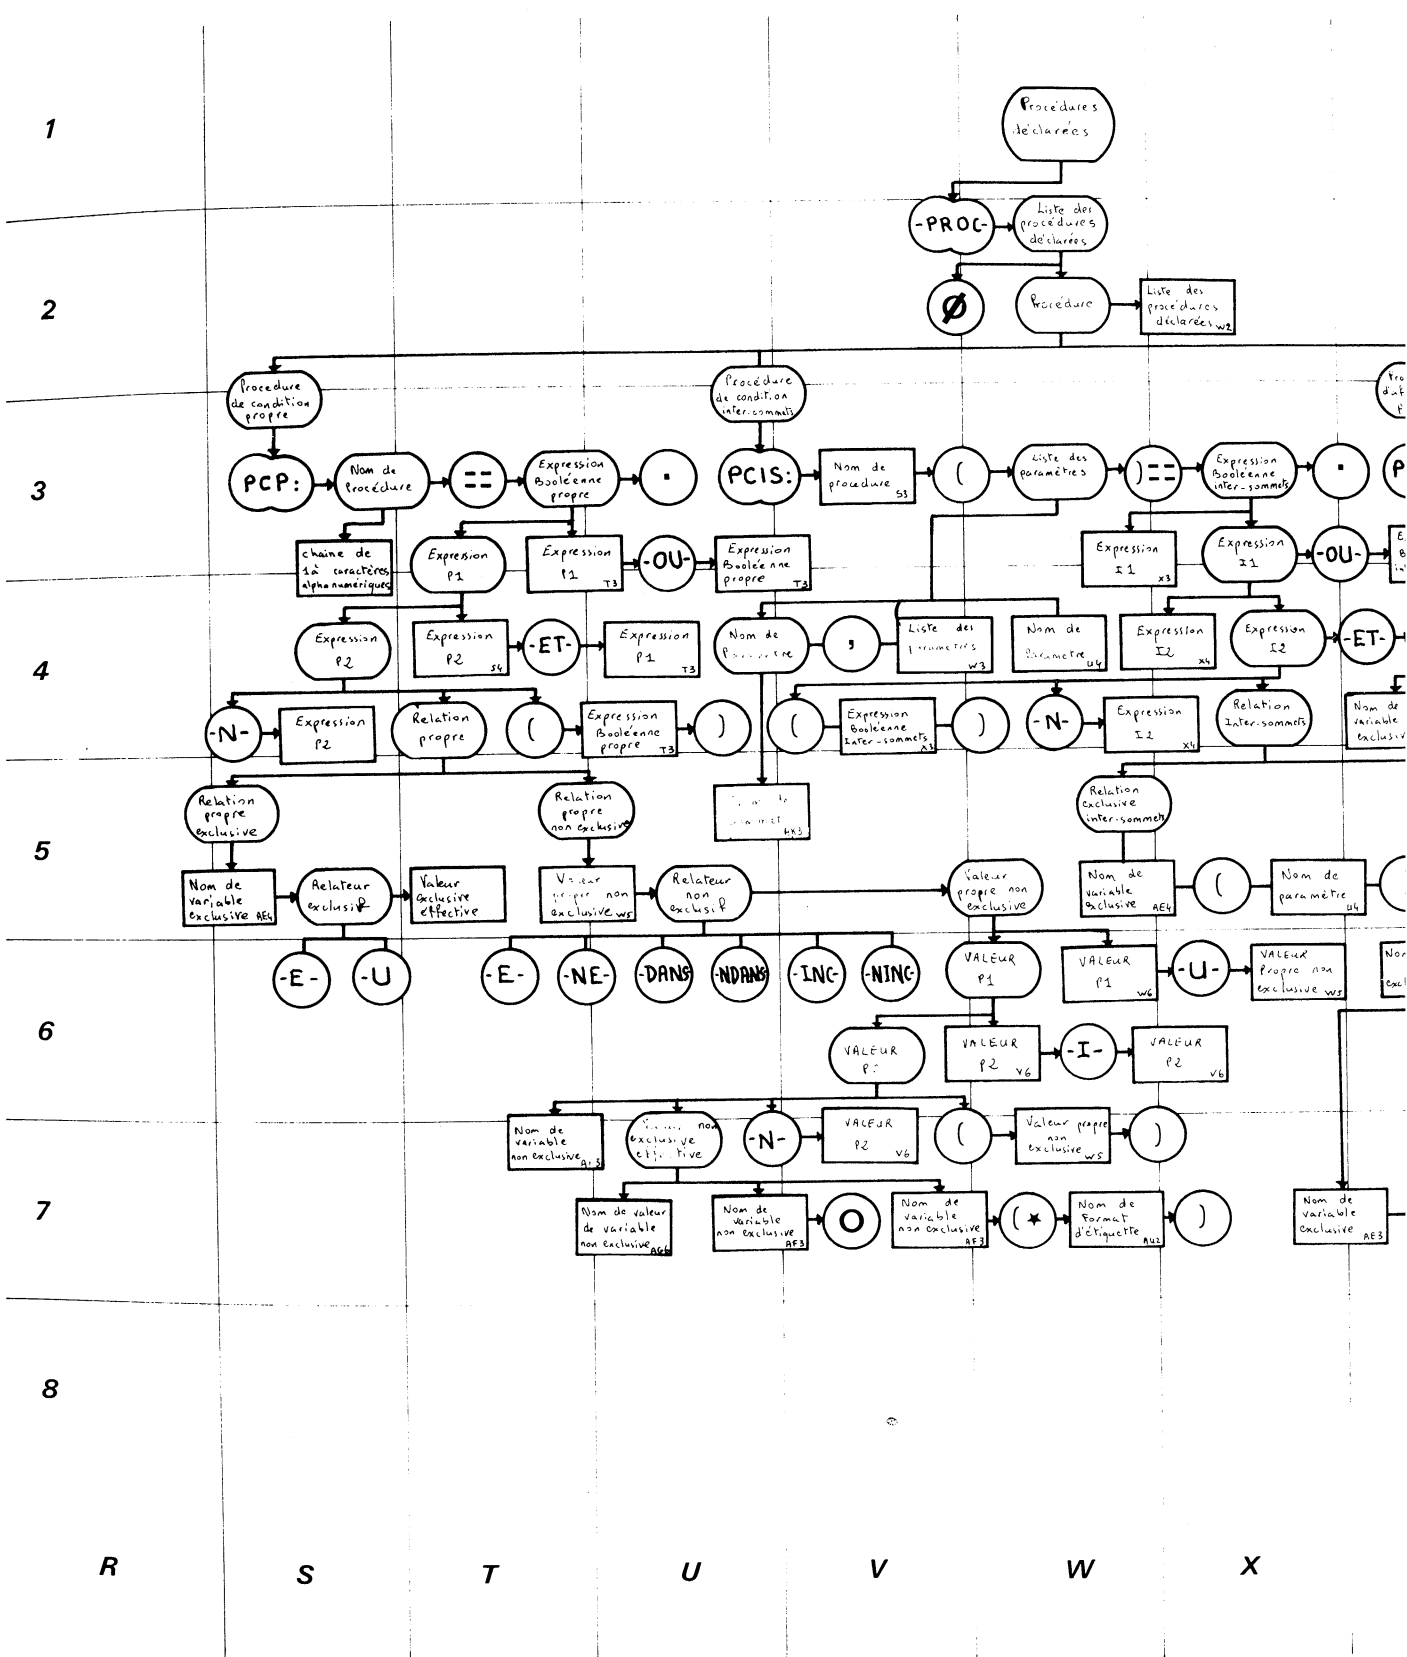 1
Procédures
déclarées
-PROC-
Liste des
procédures
déclarées
2
Ø
Procédure
Liste des
procédures
déclarées W2
Procedure
de condition
propre
Procédure
de condition
inter-sommets
3
PCP:
Nom de
Procédure
==
Expression
Booléenne
propre
.
PCIS:
Nom de
procedure
S3
(
Liste des
paramètres
)==
Expression
Booléenne
inter-sommets
.
P
chaine de
1à caractères
alphanumériques
Expression
P1
Expression
P1
T3
-OU-
Expression
Booléenne
propre
T3
Expression
I1
X3
Expression
I1
-OU-
4
Expression
P2
Expression
P2
S4
-ET-
Expression
P1
T3
Nom de
,
Liste des
W3
Nom de
U4
Expression
I2
X4
Expression
I2
-ET-
-N-
Expression
P2
Relation
propre
(
Expression
Booléenne
propre
T3
)
(
Expression
Booléenne
Inter-sommets
X3
)
-N-
Expression
I2
X4
Relation
Inter-sommets
Nom de
variable
5
Relation
propre
exclusive
Relation
propre
non exclusive
AK3
Relation
exclusive
inter-sommets
Nom de
variable
exclusive AE4
Relateur
exclusif
Valeur
exclusive
effective
propre non
exclusive W5
Relateur
non
exclusif
Valeur
propre non
exclusive
Nom de
variable
exclusive
AE4
(
Nom de
paramètre
U4
6
-E-
-U
-E-
-NE-
-DANS
-NDANS
-INC-
-NINC-
VALEUR
P1
VALEUR
P1
W6
-U-
VALEUR
Propre non
exclusive W5
VALEUR
VALEUR
P2
V6
-I-
VALEUR
P2
V6
7
Nom de
variable
non exclusive
non
exclusive
-N-
VALEUR
P2
V6
(
Valeur propre
non
exclusive W5
)
Nom de valeur
de variable
non exclusive AG6
Nom de
variable
non exclusive
AF3
O
Nom de
variable
non exclusive
AF3
(*
Nom de
Format
d'étiquette
AU2
)
Nom de
variable
exclusive
AE3
8
R
S
T
U
V
W
X